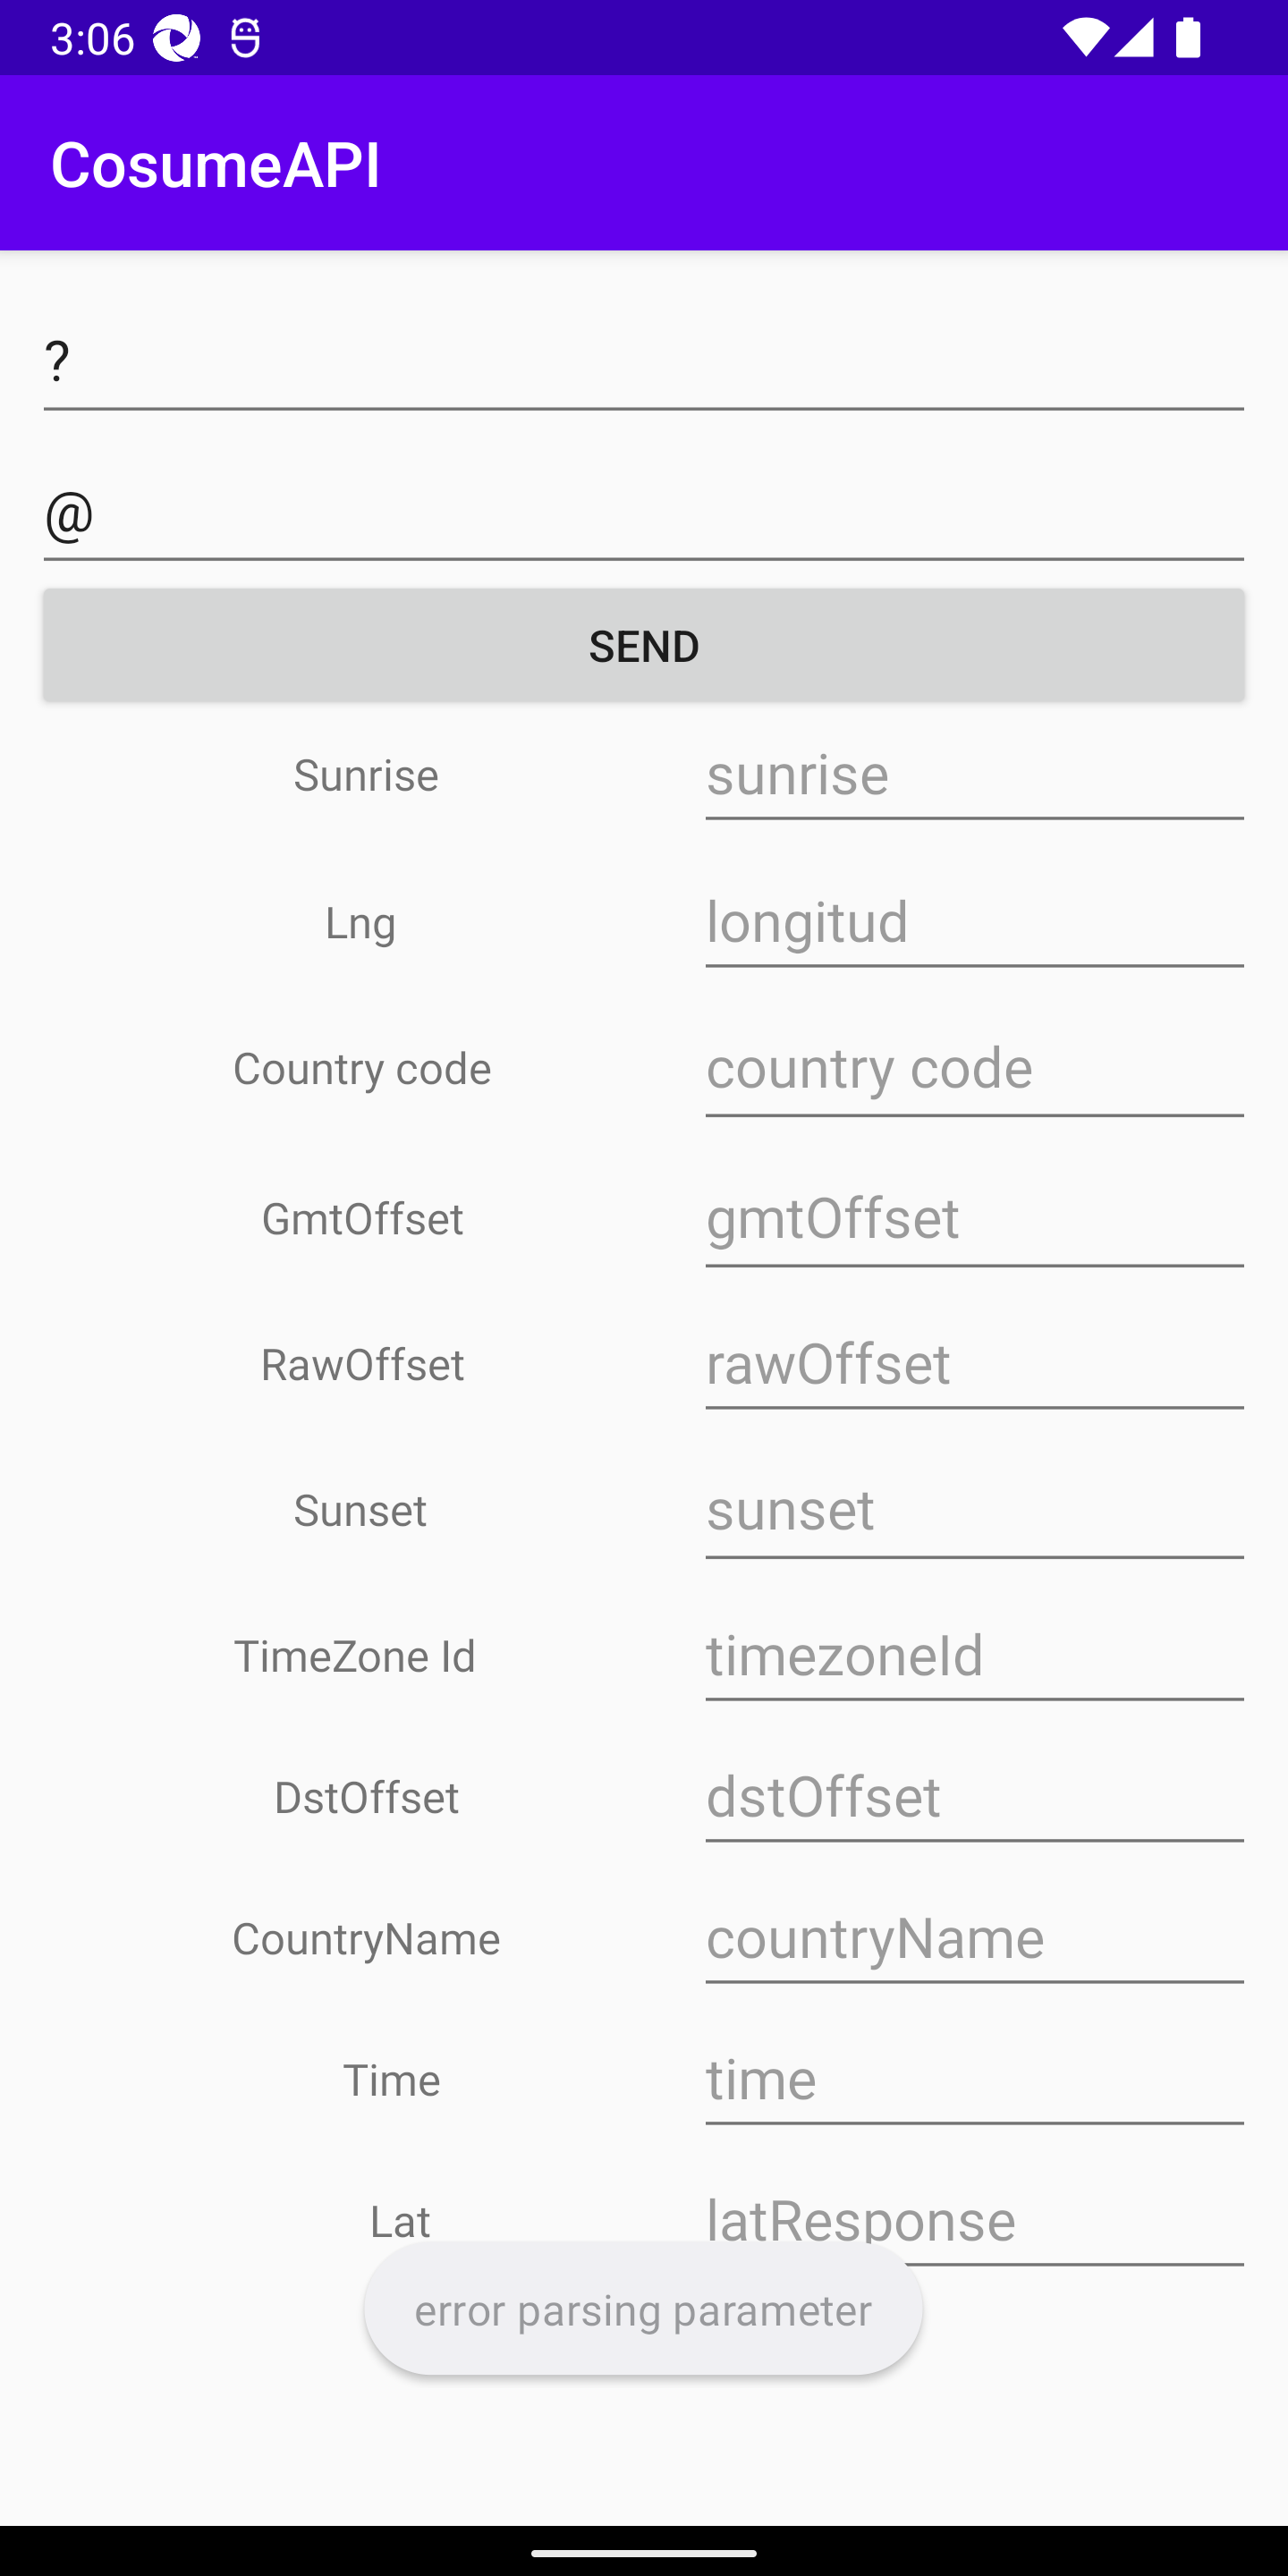 3:06
CosumeAPI
?
@
SEND
Sunrise sunrise
Lng longitud
Country code country code
GmtOffset gmtOffset
RawOffset rawOffset
Sunset sunset
TimeZone Id timezoneId
DstOffset dstOffset
CountryName countryName
Time time
Lat latResponse
error parsing parameter